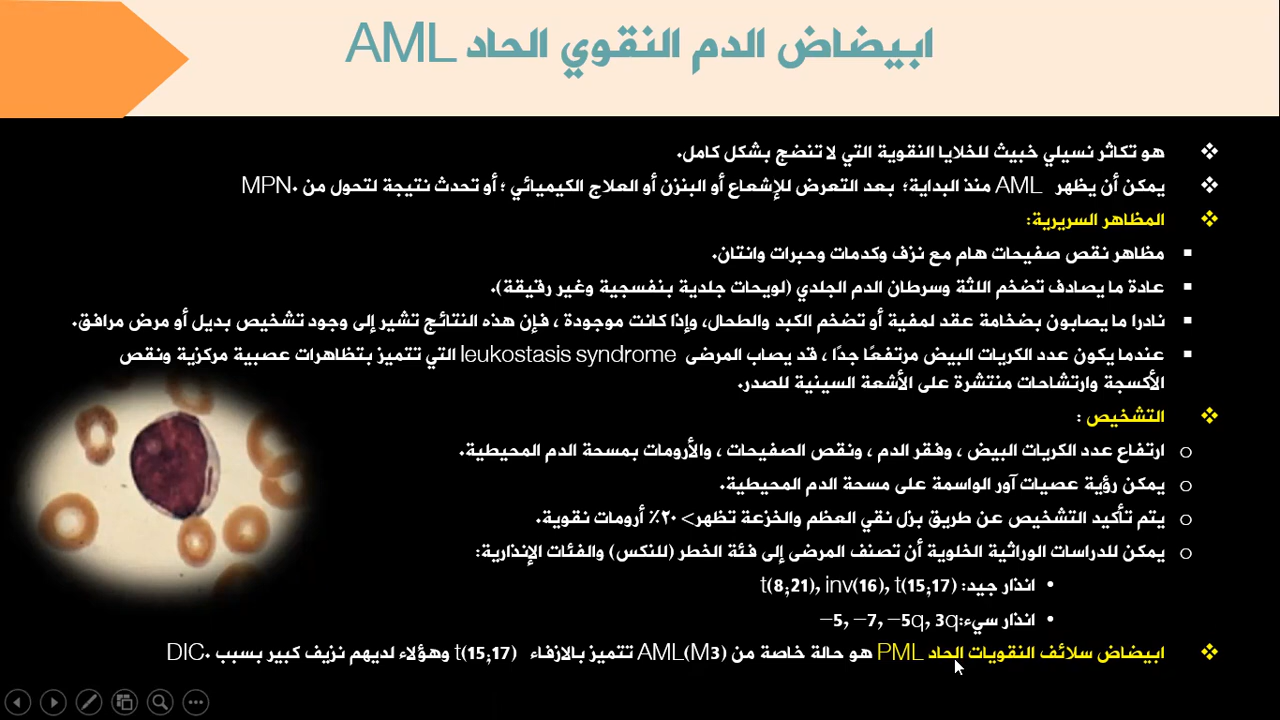 ابيضاض الدم النقوي الحاد AML
هو تكاثر نسيلي خبيث للخلايا النقوية التي لا تنضج بشكل كامل.
يمكن أن يظهر AML منذ البداية؛ بعد التعرض للإشعاع أو البنزن أو العلاج الكيميائي ؛ أو تحدث نتيجة لتحول من MPN.
المظاهر السريرية:
مظاهر نقص صفيحات هام مع نزف وكدمات وحبرات وانتان.
عادة ما يصادف تضخم اللثة وسرطان الدم الجلدي (لويحات جلدية بنفسجية وغير رقيقة).
نادرا ما يصابون بضخامة عقد لمفية أو تضخم الكبد والطحال، وإذا كانت موجودة ، فإن هذه النتائج تشير إلى وجود تشخيص بديل أو مرض مرافق.
عندما يكون عدد الكريات البيض مرتفعًا جدًا ، قد يصاب المرضى leukostasis syndrome التي تتميز بتظاهرات عصبية مركزية ونقص
الأكسجة وارتشاحات منتشرة على الأشعة السينية للصدر.
التشخيص :
ارتفاع عدد الكريات البيض ، وفقر الدم ، ونقص الصفيحات ، والأرومات بمسحة الدم المحيطية.
يمكن رؤية عصيات آور الواسمة على مسحة الدم المحيطية.
يتم تأكيد التشخيص عن طريق بزل نقي العظم والخزعة تظهر> ٢٠٪ أرومات نقوية.
يمكن للدراسات الوراثية الخلوية أن تصنف المرضى إلى فئة الخطر (للنكس) والفئات الإنذارية:
انذار جيد: t(8;21), inv(16), t(15;17)
انذار سيء: −5, −7, −5q, 3q
ابيضاض سلائف النقويات الحاد PML هو حالة خاصة من AML(M3) تتميز بالازفاء t(15;17) وهؤلاء لديهم نزيف كبير بسبب DIC.